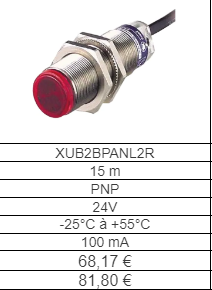 XUB2BPANL2R
15 m
PNP
24V
-25°C à +55°C
100 mA
68,17 €
81,80 €